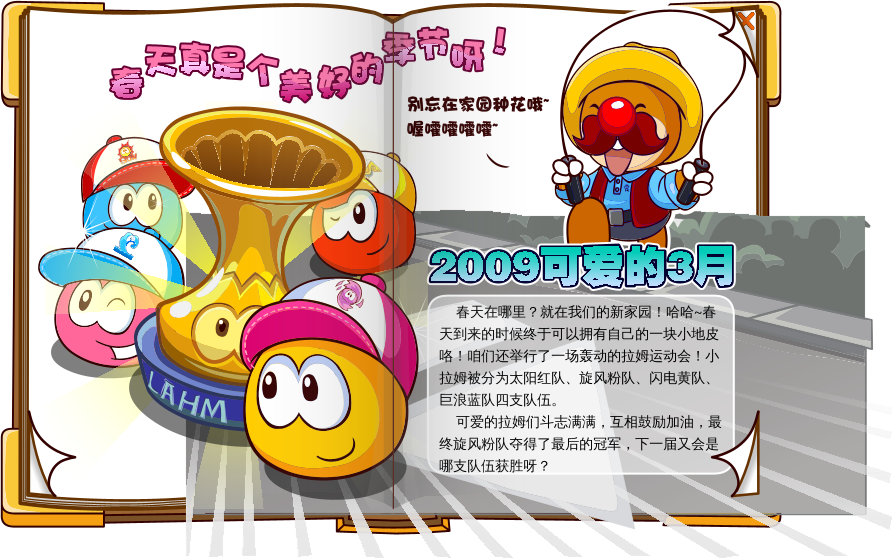 春天真是个美好的季节呀!
别忘在家园种花哦~
喔嚯嚯嚯嚯~
2009可爱的3月
春天在哪里？就在我们的新家园！哈哈~春
天到来的时候终于可以拥有自己的一块小地皮
咯！咱们还举行了一场轰动的拉姆运动会！小
拉姆被分为太阳红队、旋风粉队、闪电黄队、
巨浪蓝队四支队伍。
可爱的拉姆们斗志满满，互相鼓励加油，最
终旋风粉队夺得了最后的冠军，下一届又会是
哪支队伍获胜呀？
LAHM